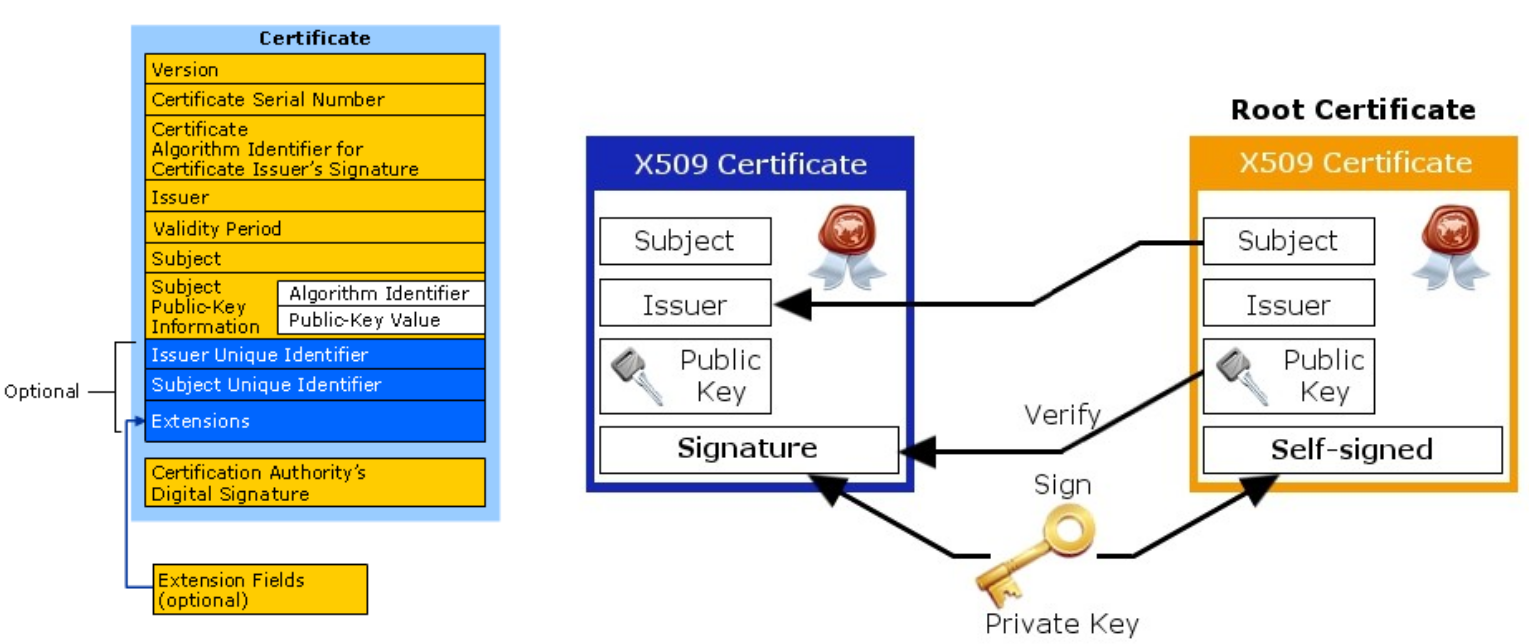 Certificate
Version
Certificate Serial Number
Certificate
Algorithm Identifier for
Certificate Issuer's Signature
Issuer
Validity Period
Subject
Subject
Public-Key
Information
Algorithm Identifier
Public-Key Value
Optional
Issuer Unique Identifier
Subject Unique Identifier
Extensions
Certification Authority's
Digital Signature
Extension Fields
(optional)
X509 Certificate
Subject
Issuer
Public
Key
Signature
Verify
Sign
Private Key
Root Certificate
X509 Certificate
Subject
Issuer
Public
Key
Self-signed